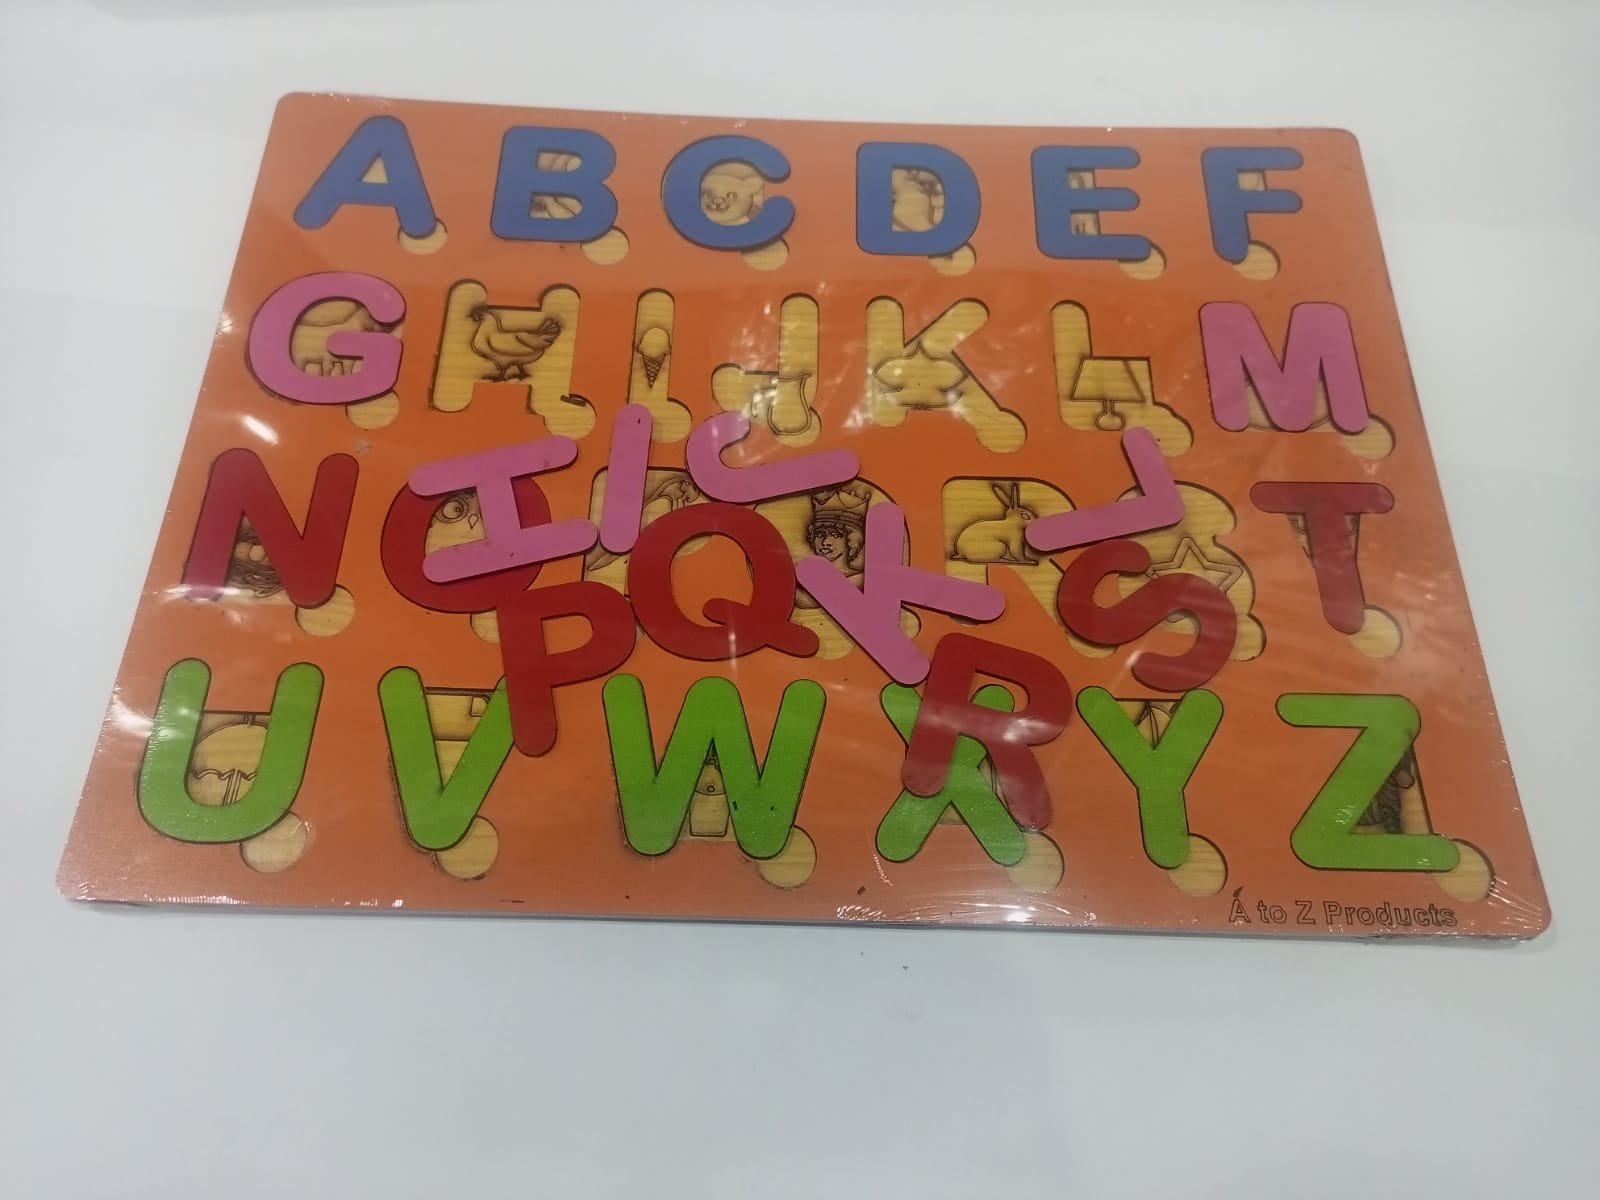 A B C D E F
G H I J K L M
N O P Q R S T
U V W X Y Z
Á to Z Products